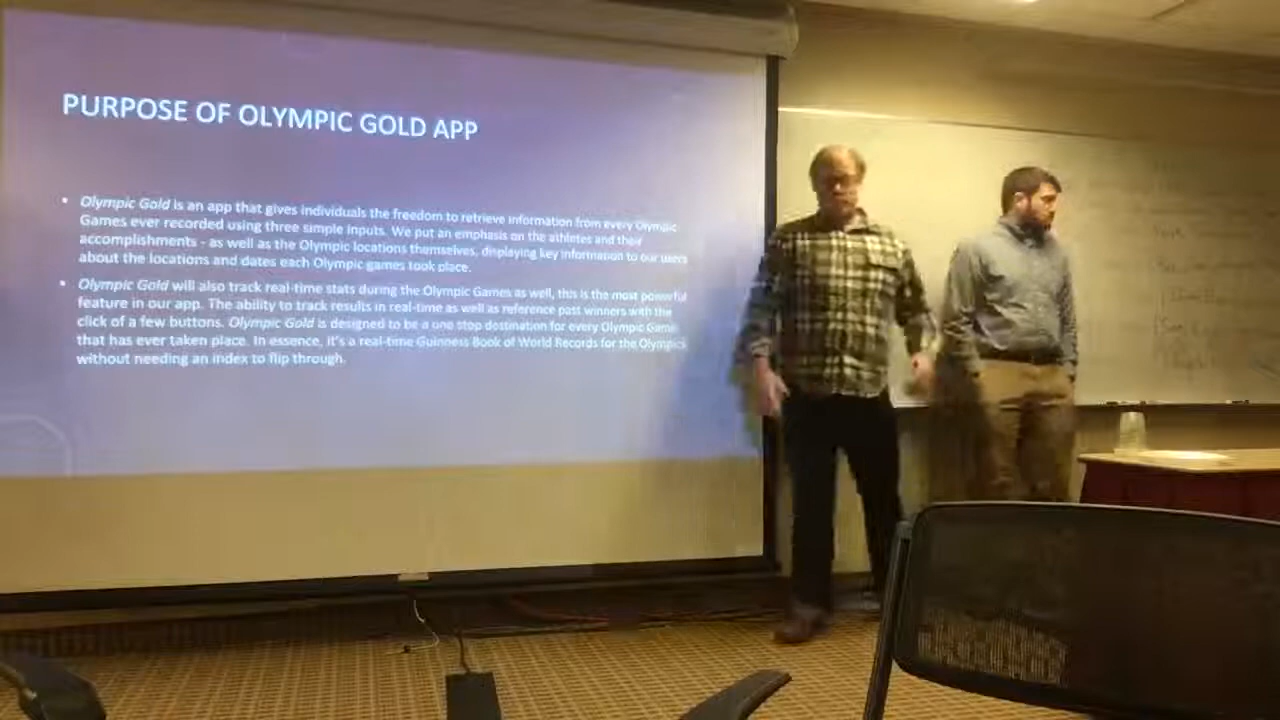 PURPOSE OF OLYMPIC GOLD APP
• Olympic Gold is an app that gives individuals the freedom to retrieve information from every Olympic
Games ever recorded using three simple inputs. We put an emphasis on the athletes and their
accomplishments - as well as the Olympic locations themselves, displaying key information to our users
about the locations and dates each Olympic games took place.
• Olympic Gold will also track real-time stats during the Olympic Games as well, this is the most powerful
feature in our app. The ability to track results in real-time as well as reference past winners with the
click of a few buttons. Olympic Gold is designed to be a one stop destination for every Olympic Game
that has ever taken place. In essence, it's a real-time Guinness Book of World Records for the Olympics
without needing an index to flip through.